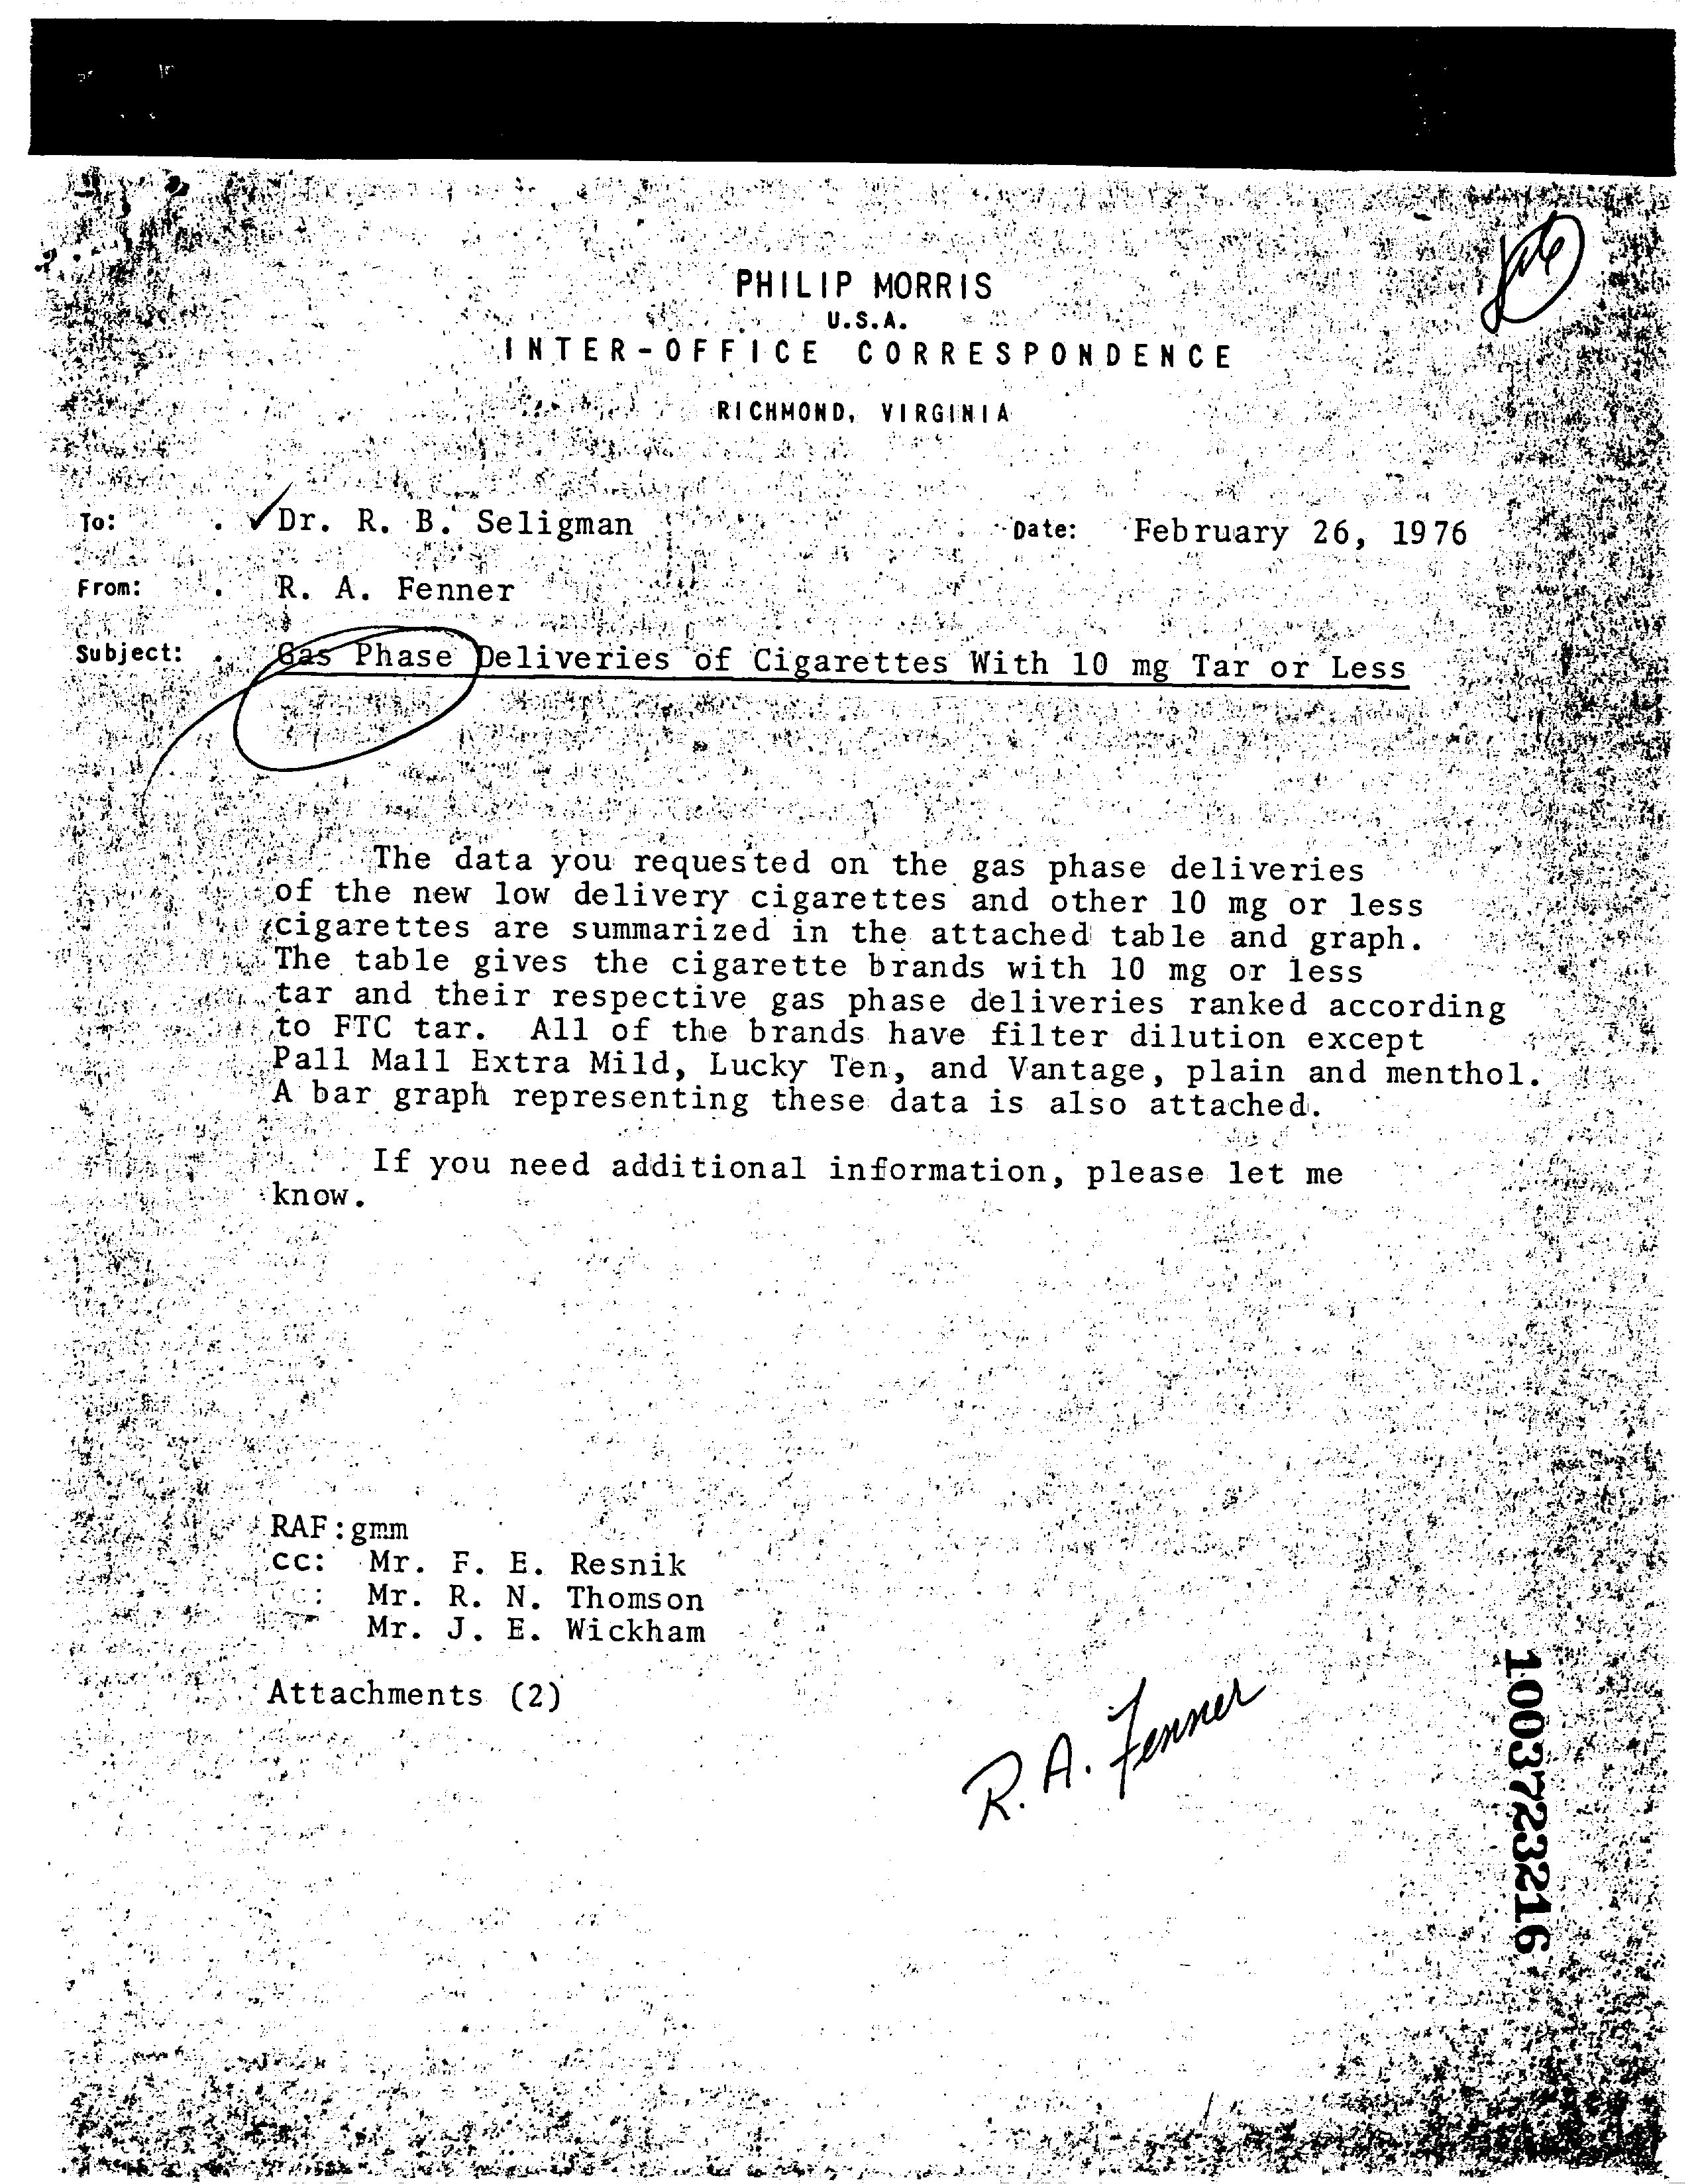 PHILIP MORRIS
U.S.A.
INTER-OFFICE CORRESPONDENCE
RICHMOND, VIRGINIA
To: Dr. R. B. Seligman Date: February 26, 1976
From: R. A. Fenner
Subject: Gas Phase Deliveries of Cigarettes With 10 mg Tar or Less
The data you requested on the gas phase deliveries
of the new low delivery cigarettes and other 10 mg or less
cigarettes are summarized in the attached table and graph.
The table gives the cigarette brands with 10 mg or less
tar and their respective gas phase deliveries ranked according
to FTC tar. All of the brands have filter dilution except
Pall Mall Extra Mild, Lucky Ten, and Vantage, plain and menthol.
A bar graph representing these data is also attached.
If you need additional information, please let me
know.
RAF:gmm
cc: Mr. F. E. Resnik
cc: Mr. R. N. Thomson
Mr. J. E. Wickham
Attachments (2)
R. A. Fenner
1003723216